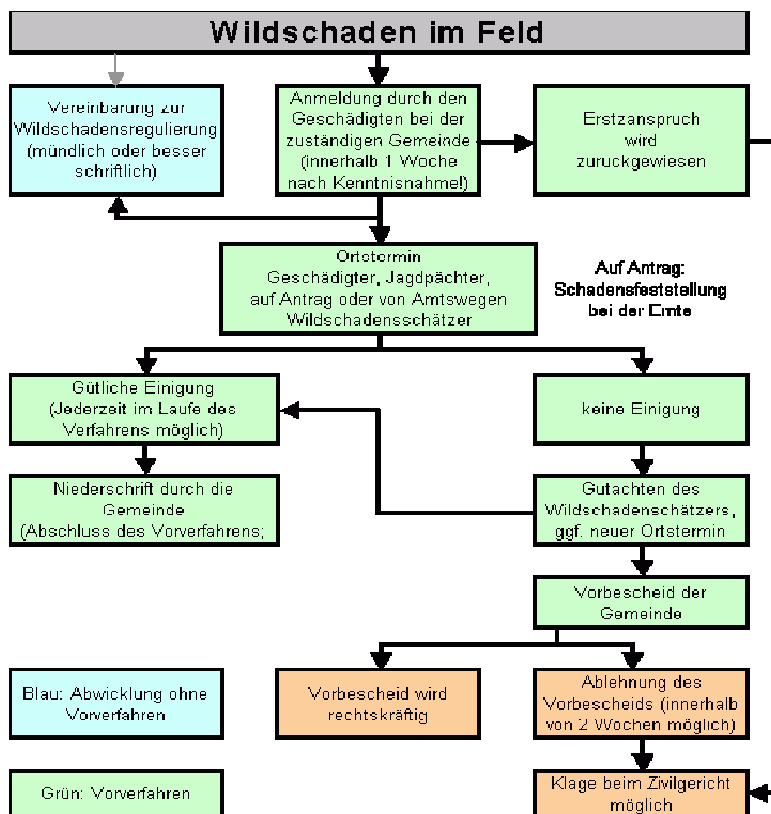 Wildschaden im Feld
Vereinbarung zur
Wildschadensregulierung
(mündlich oder besser
schriftlich)
Anmeldung durch den
Geschädigten bei der
zuständigen Gemeinde
(innerhalb 1 Woche
nach Kenntnisnahme!)
Erstzanspruch
wird
zuruckgewiesen
Ortstermin
Geschädigter, Jagdpächter,
auf Antrag oder von Amtswegen
Wildschadensschätzer
Auf Antrag:
Schadensfeststellung
bei der Ernte
Gütliche Einigung
(Jederzeit im Laufe des
Verfahrens möglich)
keine Einigung
Niederschrift durch die
Gemeinde
(Abschluss des Vorverfahrens;
Gutachten des
Wildschadenschätzers,
ggf. neuer Ortstermin
Vorbescheid der
Gemeinde
Blau: Abwicklung ohne
Vorverfahren
Vorbescheid wird
rechtskräftig
Ablehnung des
Vorbescheids (innerhalb
von 2 Wochen möglich)
Grün: Vorverfahren
Klage beim Zivilgericht
möglich